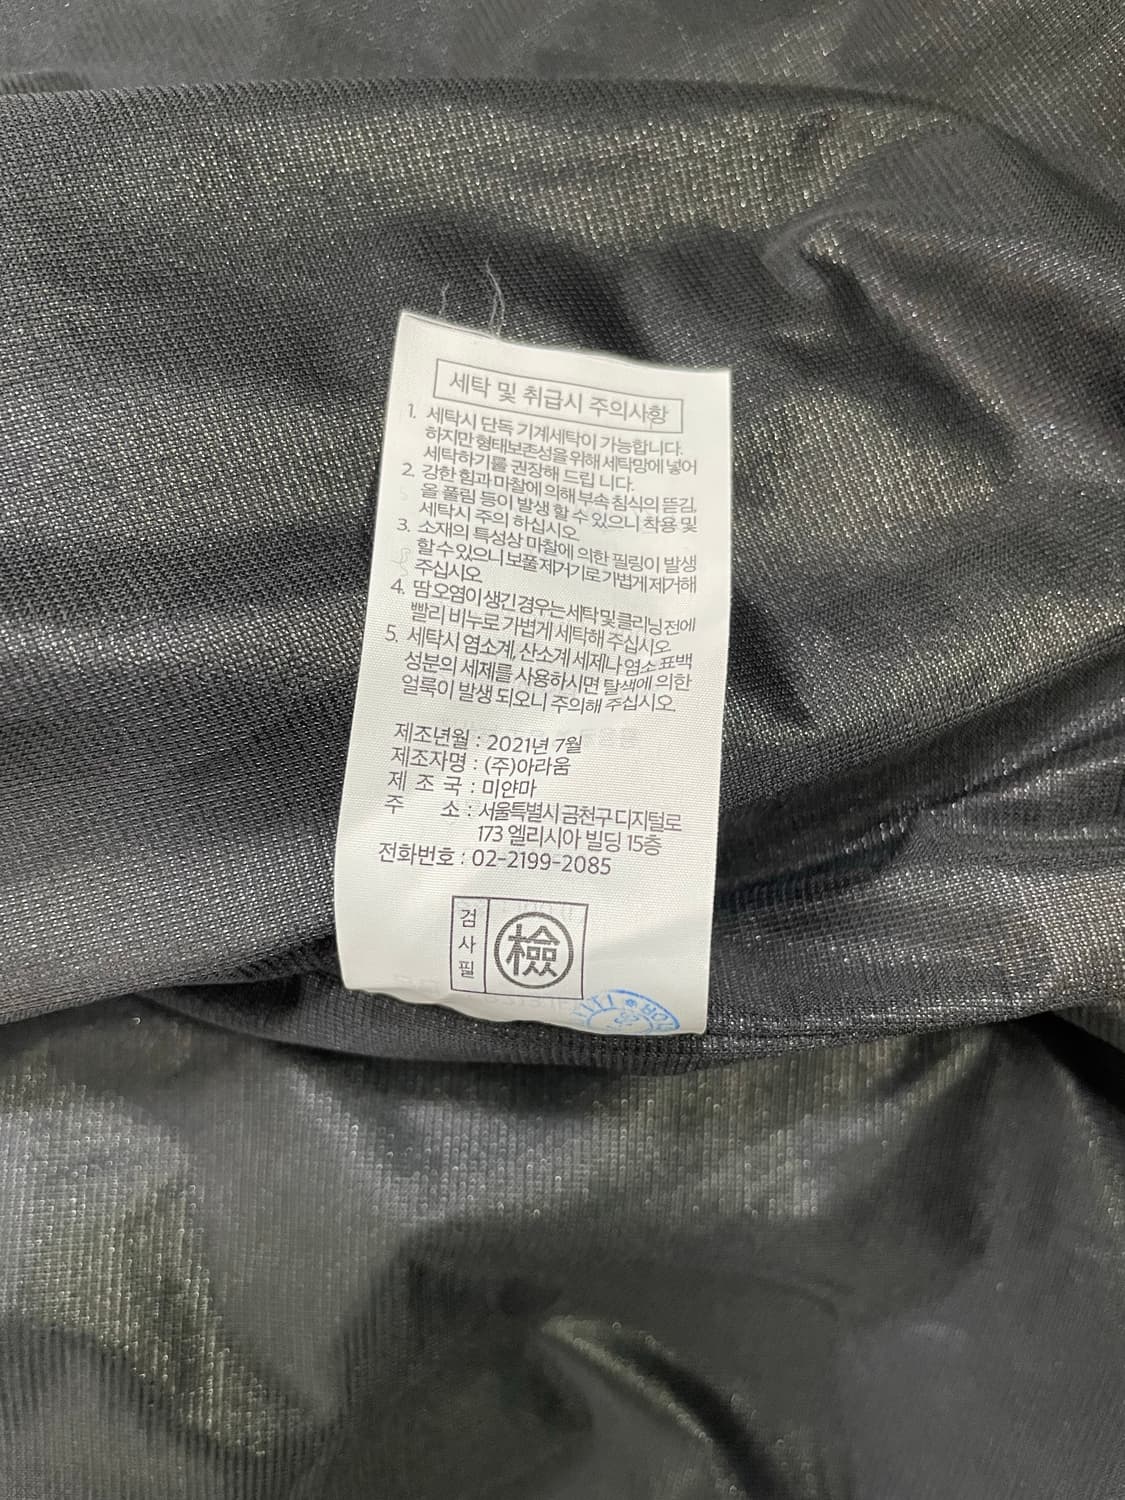 세탁 및 취급시 주의사항
1. 세탁시 단독 기계세탁이 가능합니다.
하지만 형태보존성을 위해 세탁망에 넣어
세탁하기를 권장해 드립 니다.
2. 강한 힘과 마찰에 의해 부속 침식의 뜯김,
올 풀림 등이 발생 할 수 있으니 착용 및
세탁시 주의 하십시오.
3. 소재의 특성상 마찰에 의한 필링이 발생
할 수 있으니 보풀 제거기로 가볍게 제거해
주십시오
4. 땀 오염이 생긴 경우는 세탁 및 클리닝 전에
빨리 비누로 가볍게 세탁해 주십시오
5. 세탁시 염소계, 산소계 세제나 염소 표백
성분의 세제를 사용하시면 탈색에 의한
얼룩이 발생 되오니 주의해 주십시오.
제조년월 : 2021년 7월
제조자명 : (주)아라움
제 조 국 : 미얀마
주 소 : 서울특별시 금천구 디지털로
173 엘리시아 빌딩 15층
전화번호 : 02-2199-2085
검사필 檢